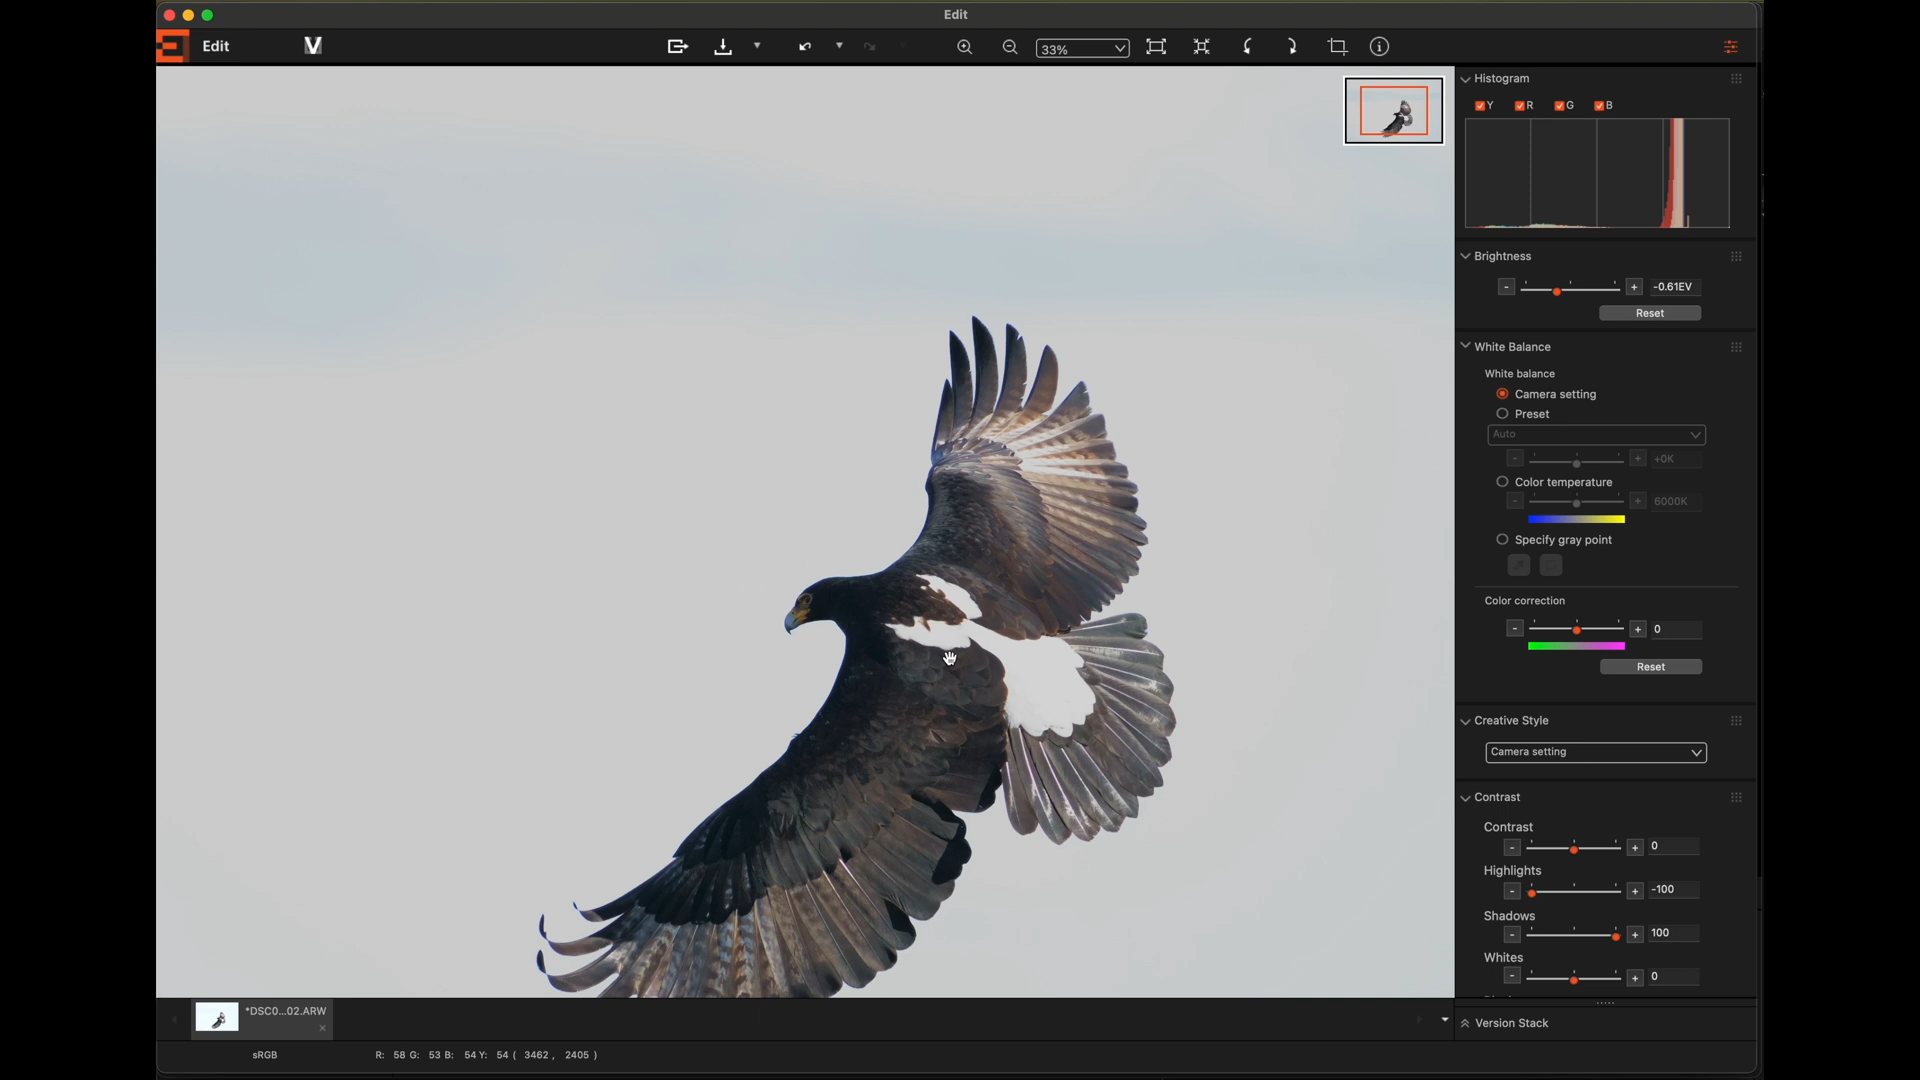 Edit
Edit
V
33%
Histogram
Y R G B
Brightness
- + -0.61EV
Reset
White Balance
White balance
Camera setting
Preset
Auto
- + +0K
Color temperature
- + 6000K
Specify gray point
Color correction
- + 0
Reset
Creative Style
Camera setting
Contrast
Contrast
- + 0
Highlights
- + -100
Shadows
- + 100
Whites
- + 0
*DSC0...02.ARW
Version Stack
sRGB
R: 58 G: 53 B: 54 Y: 54 ( 3462, 2405 )